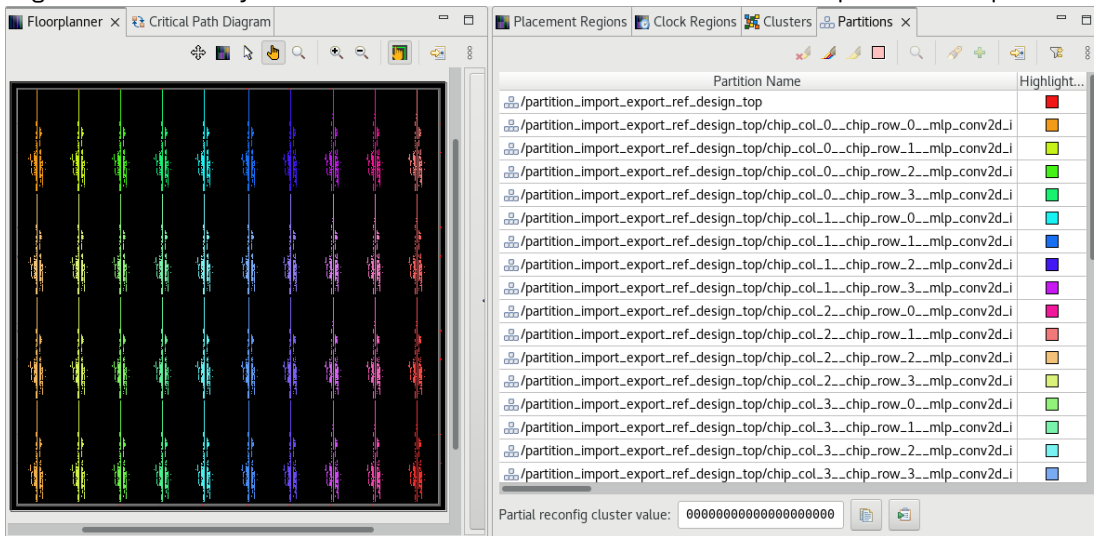 Floorplanner
Critical Path Diagram
Placement Regions
Clock Regions
Clusters
Partitions
Partition Name
Highlight...
/partition_import_export_ref_design_top
/partition_import_export_ref_design_top/chip_col_0__chip_row_0__mlp_conv2d_i
/partition_import_export_ref_design_top/chip_col_0__chip_row_1__mlp_conv2d_i
/partition_import_export_ref_design_top/chip_col_0__chip_row_2__mlp_conv2d_i
/partition_import_export_ref_design_top/chip_col_0__chip_row_3__mlp_conv2d_i
/partition_import_export_ref_design_top/chip_col_1__chip_row_0__mlp_conv2d_i
/partition_import_export_ref_design_top/chip_col_1__chip_row_1__mlp_conv2d_i
/partition_import_export_ref_design_top/chip_col_1__chip_row_2__mlp_conv2d_i
/partition_import_export_ref_design_top/chip_col_1__chip_row_3__mlp_conv2d_i
/partition_import_export_ref_design_top/chip_col_2__chip_row_0__mlp_conv2d_i
/partition_import_export_ref_design_top/chip_col_2__chip_row_1__mlp_conv2d_i
/partition_import_export_ref_design_top/chip_col_2__chip_row_2__mlp_conv2d_i
/partition_import_export_ref_design_top/chip_col_2__chip_row_3__mlp_conv2d_i
/partition_import_export_ref_design_top/chip_col_3__chip_row_0__mlp_conv2d_i
/partition_import_export_ref_design_top/chip_col_3__chip_row_1__mlp_conv2d_i
/partition_import_export_ref_design_top/chip_col_3__chip_row_2__mlp_conv2d_i
/partition_import_export_ref_design_top/chip_col_3__chip_row_3__mlp_conv2d_i
Partial reconfig cluster value: 00000000000000000000